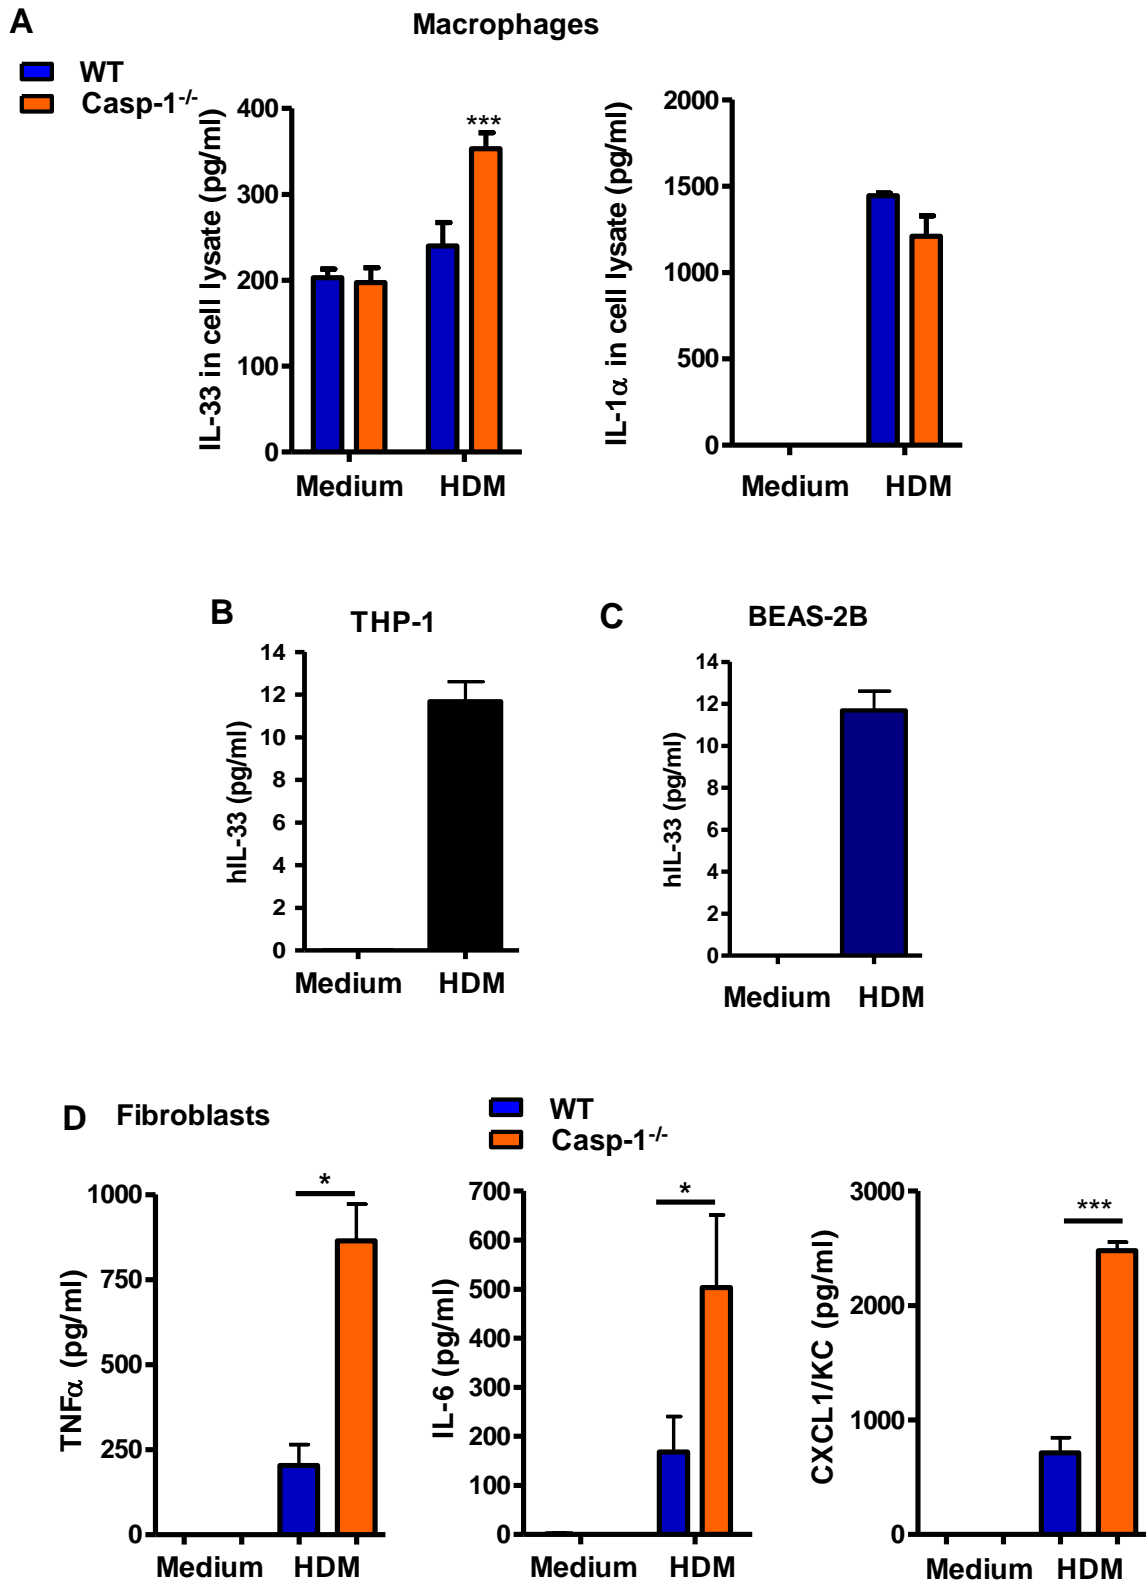 A
Macrophages
WT
Casp-1-/-
IL-33 in cell lysate (pg/ml)
400
300
200
100
0
***
Medium HDM
IL-1α in cell lysate (pg/ml)
2000
1500
1000
500
0
Medium HDM
B
THP-1
hIL-33 (pg/ml)
14
12
10
8
6
4
2
0
Medium HDM
C
BEAS-2B
hIL-33 (pg/ml)
14
12
10
8
6
4
2
0
Medium HDM
D Fibroblasts
WT
Casp-1-/-
TNFα (pg/ml)
1000
750
500
250
0
*
Medium HDM
IL-6 (pg/ml)
700
600
500
400
300
200
100
0
*
Medium HDM
CXCL1/KC (pg/ml)
3000
2000
1000
0
***
Medium HDM